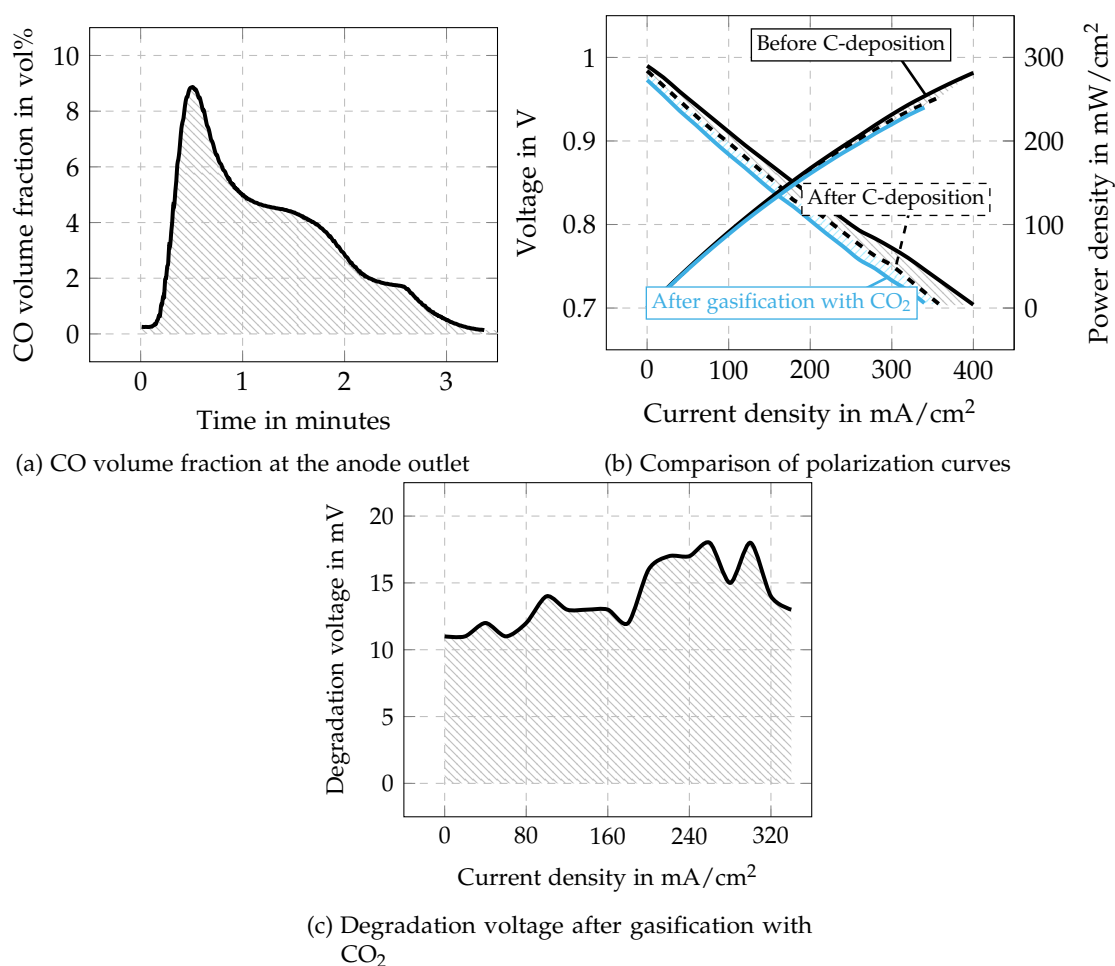 CO volume fraction in vol%
10
8
6
4
2
0
0 1 2 3
Time in minutes
(a) CO volume fraction at the anode outlet
Voltage in V
1
0.9
0.8
0.7
Before C-deposition
After C-deposition
After gasification with CO₂
300
200
100
0
Power density in mW/cm²
0 100 200 300 400
Current density in mA/cm²
(b) Comparison of polarization curves
Degradation voltage in mV
20
15
10
5
0
0 80 160 240 320
Current density in mA/cm²
(c) Degradation voltage after gasification with
CO₂